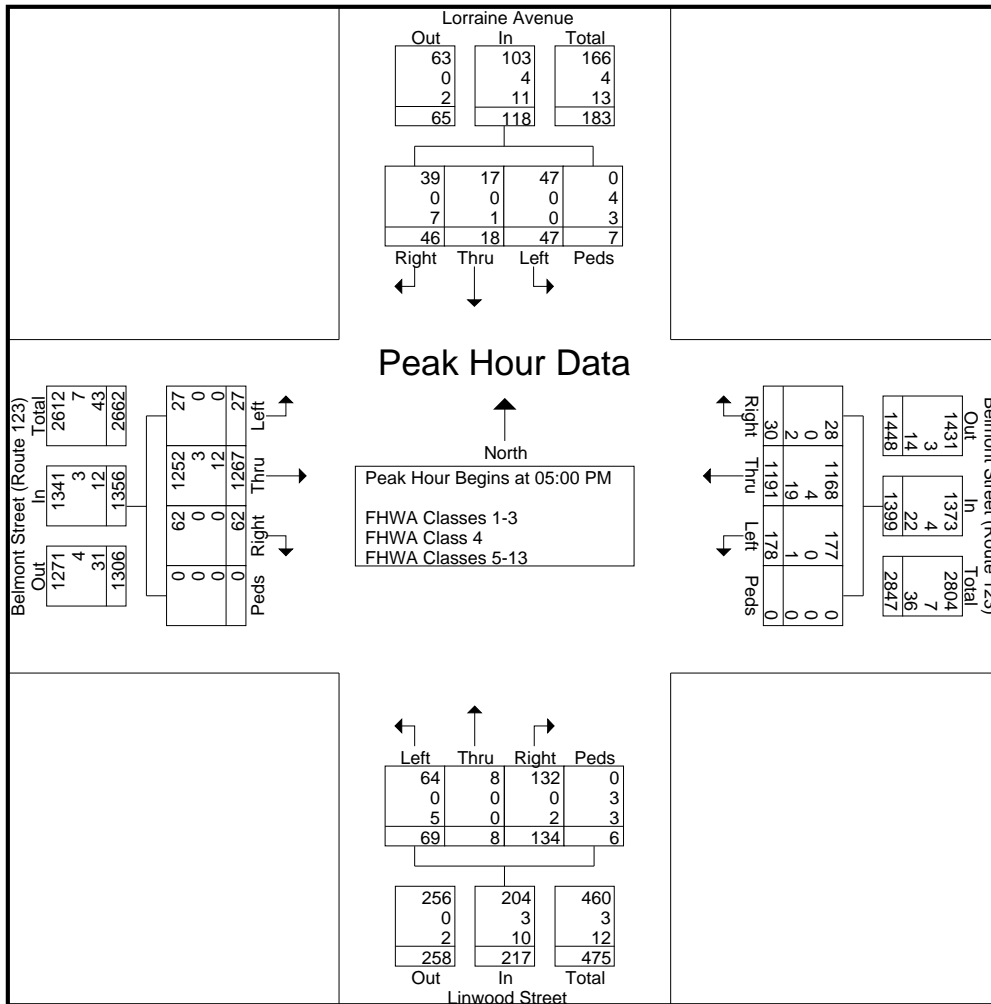 Lorraine Avenue
Out In Total
63 103 166
0 4 4
2 11 13
65 118 183
39 17 47 0
0 0 0 4
7 1 0 3
46 18 47 7
Right Thru Left Peds
Peak Hour Data
North
Peak Hour Begins at 05:00 PM
FHWA Classes 1-3
FHWA Class 4
FHWA Classes 5-13
Belmont Street (Route 123)
Out In Total
1271 1341 2612
4 3 7
31 12 43
1306 1356 2662
27 1252 62 0
0 3 0 0
0 12 0 0
27 1267 62 0
Left Thru Right Peds
Belmont Street (Route 123)
Out In Total
1431 1373 2804
3 4 7
14 22 36
1448 1399 2847
28 1168 177 0
0 4 0 0
2 19 1 0
30 1191 178 0
Right Thru Left Peds
Left Thru Right Peds
64 8 132 0
0 0 0 3
5 0 2 3
69 8 134 6
256 204 460
0 3 3
2 10 12
258 217 475
Out In Total
Linwood Street